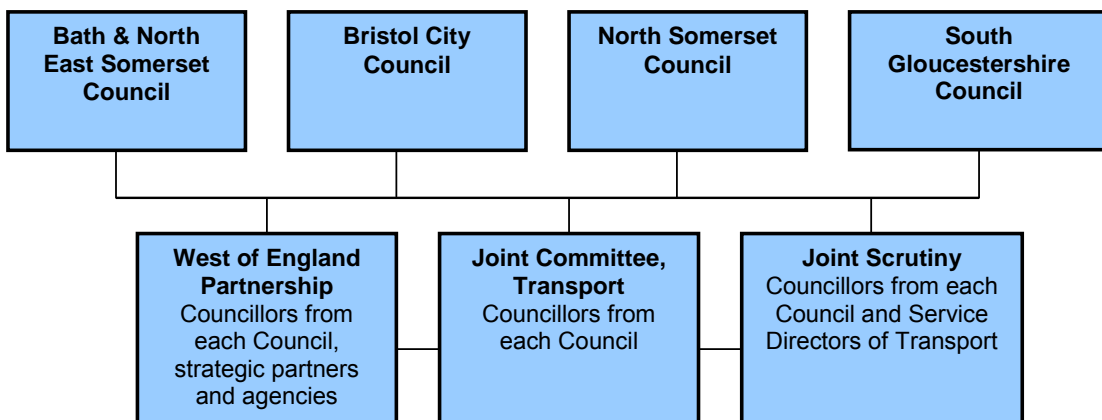 Bath & North
East Somerset
Council
Bristol City
Council
North Somerset
Council
South
Gloucestershire
Council
West of England
Partnership
Councillors from
each Council,
strategic partners
and agencies
Joint Committee,
Transport
Councillors from
each Council
Joint Scrutiny
Councillors from each
Council and Service
Directors of Transport